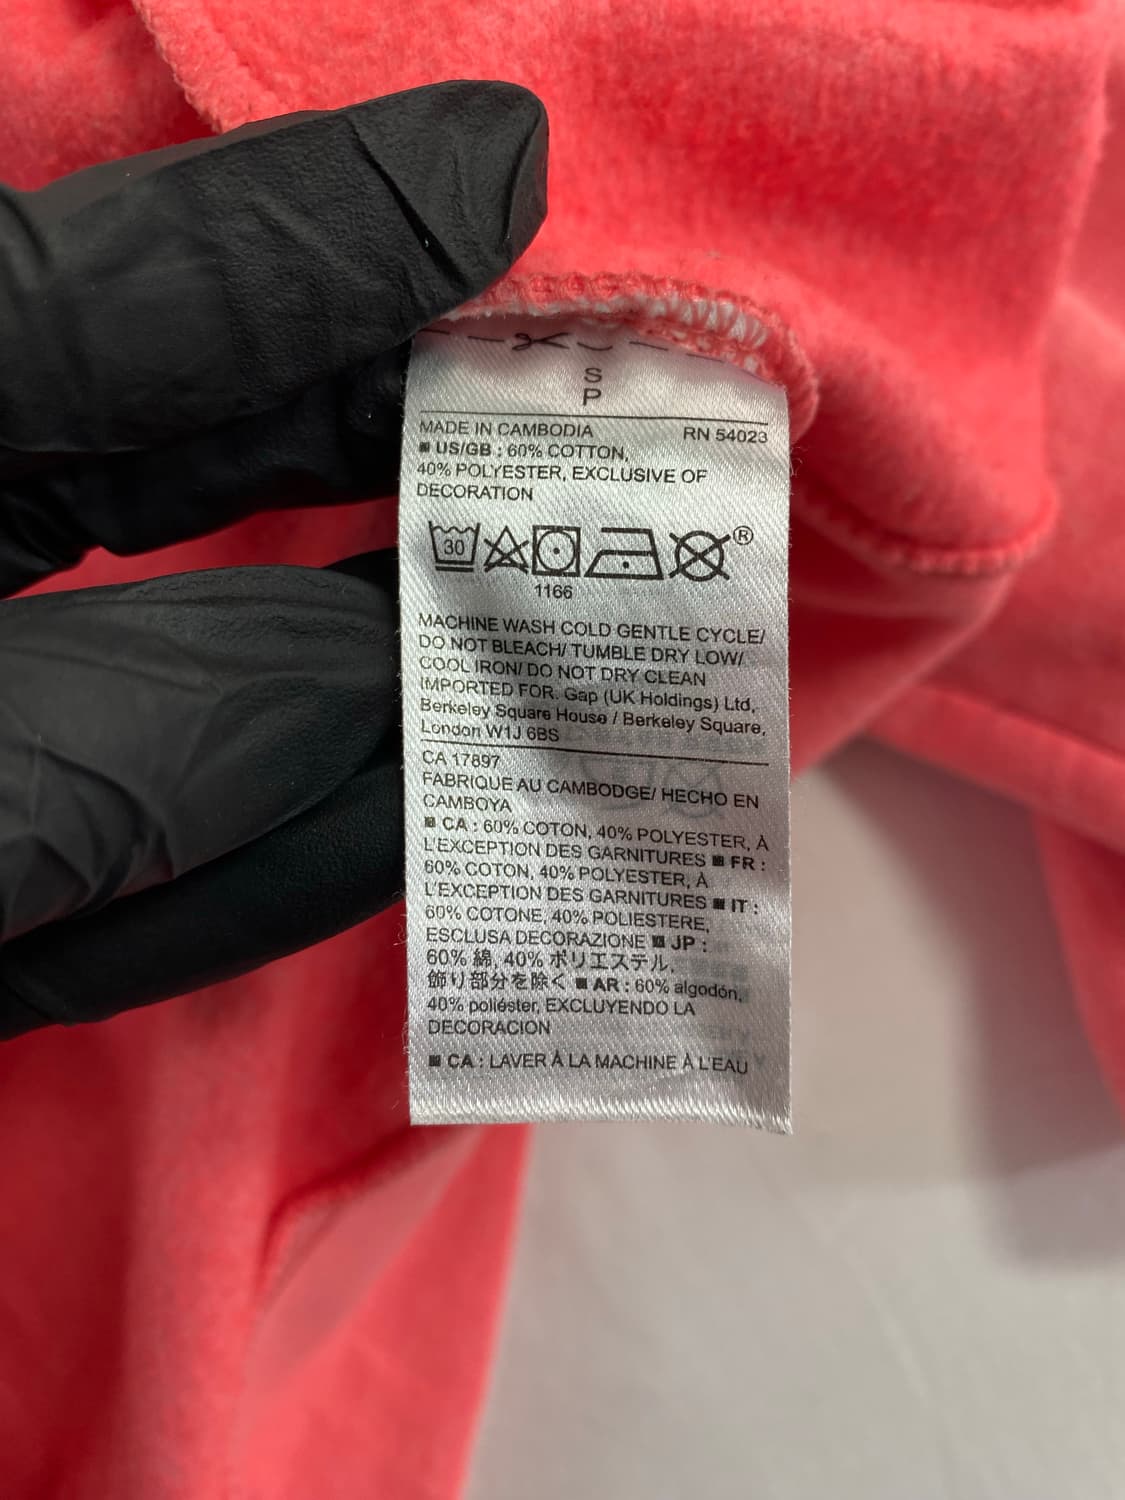 S
P
MADE IN CAMBODIA RN 54023
■ US/GB : 60% COTTON,
40% POLYESTER, EXCLUSIVE OF
DECORATION
30 ®
1166
MACHINE WASH COLD GENTLE CYCLE/
DO NOT BLEACH/ TUMBLE DRY LOW/
COOL IRON/ DO NOT DRY CLEAN
IMPORTED FOR. Gap (UK Holdings) Ltd,
Berkeley Square House / Berkeley Square,
London W1J 6BS
CA 17897
FABRIQUE AU CAMBODGE/ HECHO EN
CAMBOYA
■ CA : 60% COTON, 40% POLYESTER, À
L'EXCEPTION DES GARNITURES ■ FR :
60% COTON, 40% POLYESTER, À
L'EXCEPTION DES GARNITURES ■ IT :
60% COTONE, 40% POLIESTERE,
ESCLUSA DECORAZIONE ■ JP :
60% 綿, 40% ポリエステル,
飾り部分を除く ■ AR : 60% algodón,
40% poliéster, EXCLUYENDO LA
DECORACION
■ CA : LAVER À LA MACHINE À L'EAU